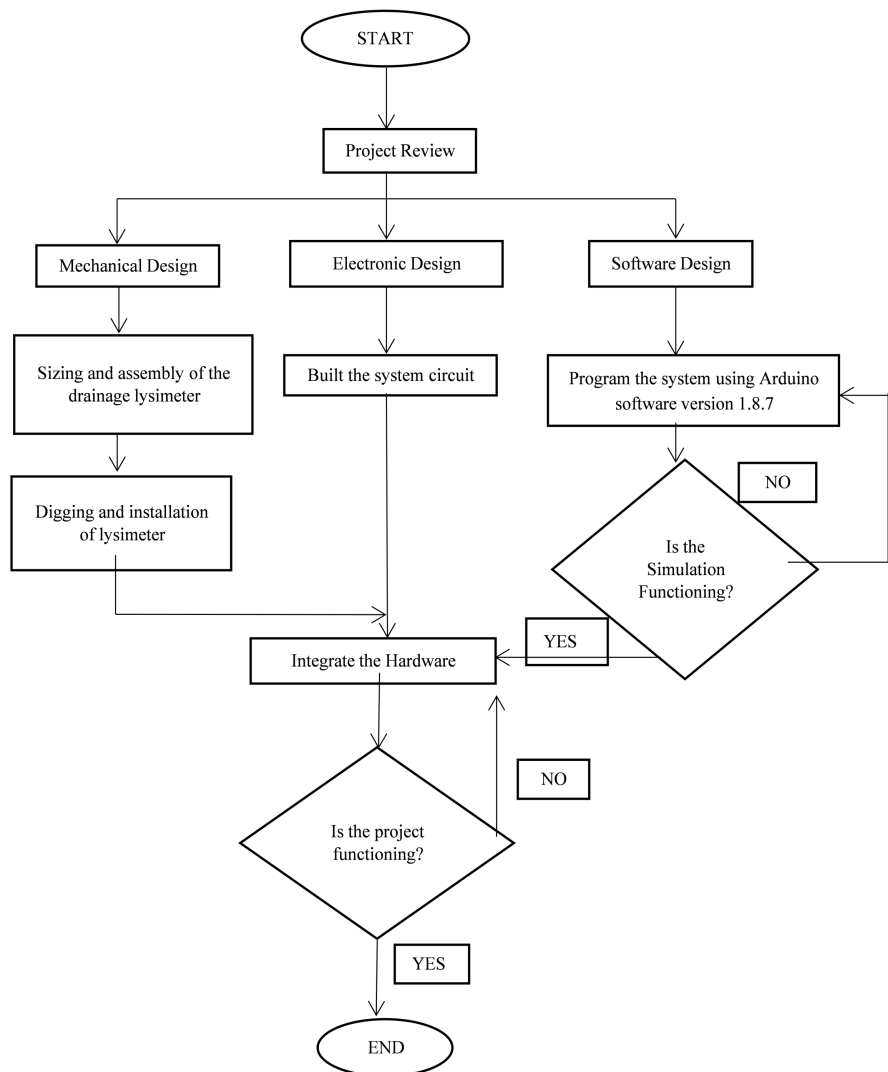 START
Project Review
Mechanical Design
Electronic Design
Software Design
Sizing and assembly of the
drainage lysimeter
Built the system circuit
Program the system using Arduino
software version 1.8.7
NO
Digging and installation
of lysimeter
Is the
Simulation
Functioning?
YES
Integrate the Hardware
NO
Is the project
functioning?
YES
END